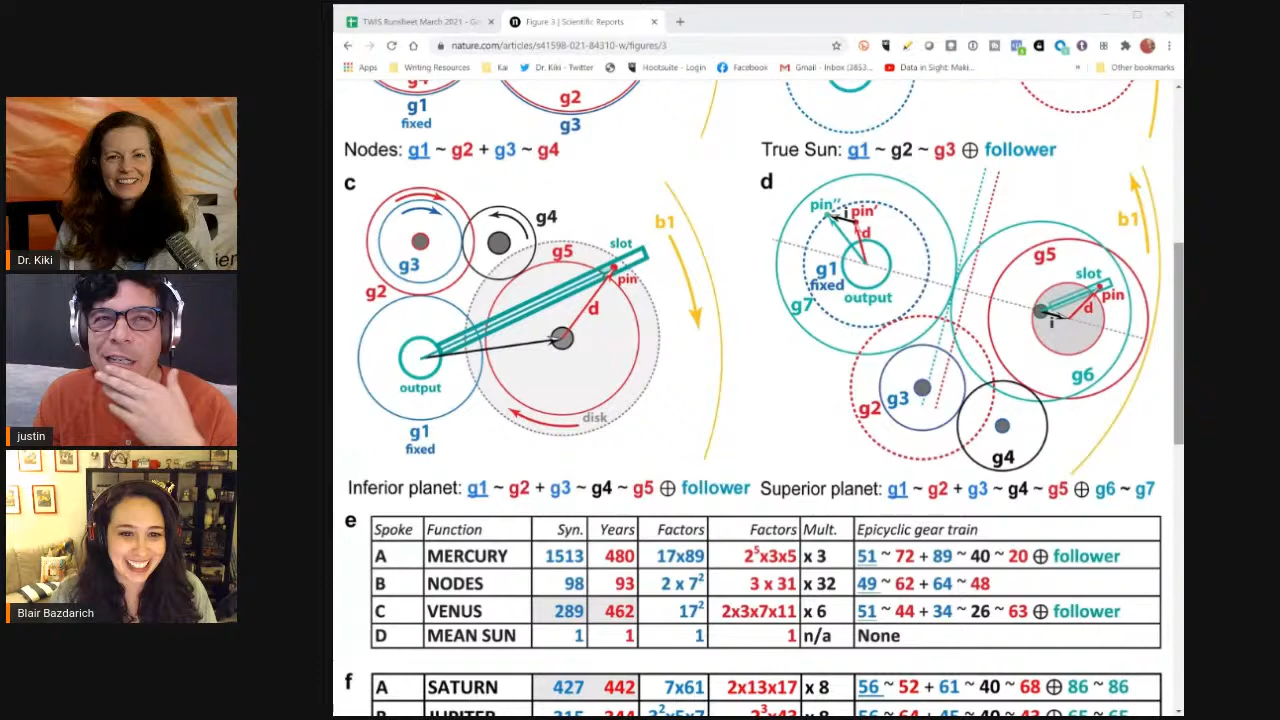 TWIS Runsheet March 2021 - Go
Figure 3 | Scientific Reports
nature.com/articles/s41598-021-84310-w/figures/3
Apps Writing Resources Kai Dr. Kiki - Twitter Hootsuite - Login Facebook Gmail - Inbox (3853... Data in Sight: Maki... » Other bookmarks
g1
fixed
g2
g3
Nodes: g1 ~ g2 + g3 ~ g4
True Sun: g1 ~ g2 ~ g3 ⊕ follower
c
g3
g2
g4
g5
slot
pin
d
b1
output
g1
fixed
disk
d
pin''
pin'
i
d
g1
fixed
output
g7
g5
slot
pin
d
i
g6
g2
g3
g4
b1
Inferior planet: g1 ~ g2 + g3 ~ g4 ~ g5 ⊕ follower
Superior planet: g1 ~ g2 + g3 ~ g4 ~ g5 ⊕ g6 ~ g7
e
Spoke Function Syn. Years Factors Factors Mult. Epicyclic gear train
A MERCURY 1513 480 17x89 2⁵x3x5 x 3 51 ~ 72 + 89 ~ 40 ~ 20 ⊕ follower
B NODES 98 93 2 x 7² 3 x 31 x 32 49 ~ 62 + 64 ~ 48
C VENUS 289 462 17² 2x3x7x11 x 6 51 ~ 44 + 34 ~ 26 ~ 63 ⊕ follower
D MEAN SUN 1 1 1 1 n/a None
f
A SATURN 427 442 7x61 2x13x17 x 8 56 ~ 52 + 61 ~ 40 ~ 68 ⊕ 86 ~ 86
Dr. Kiki
justin
Blair Bazdarich